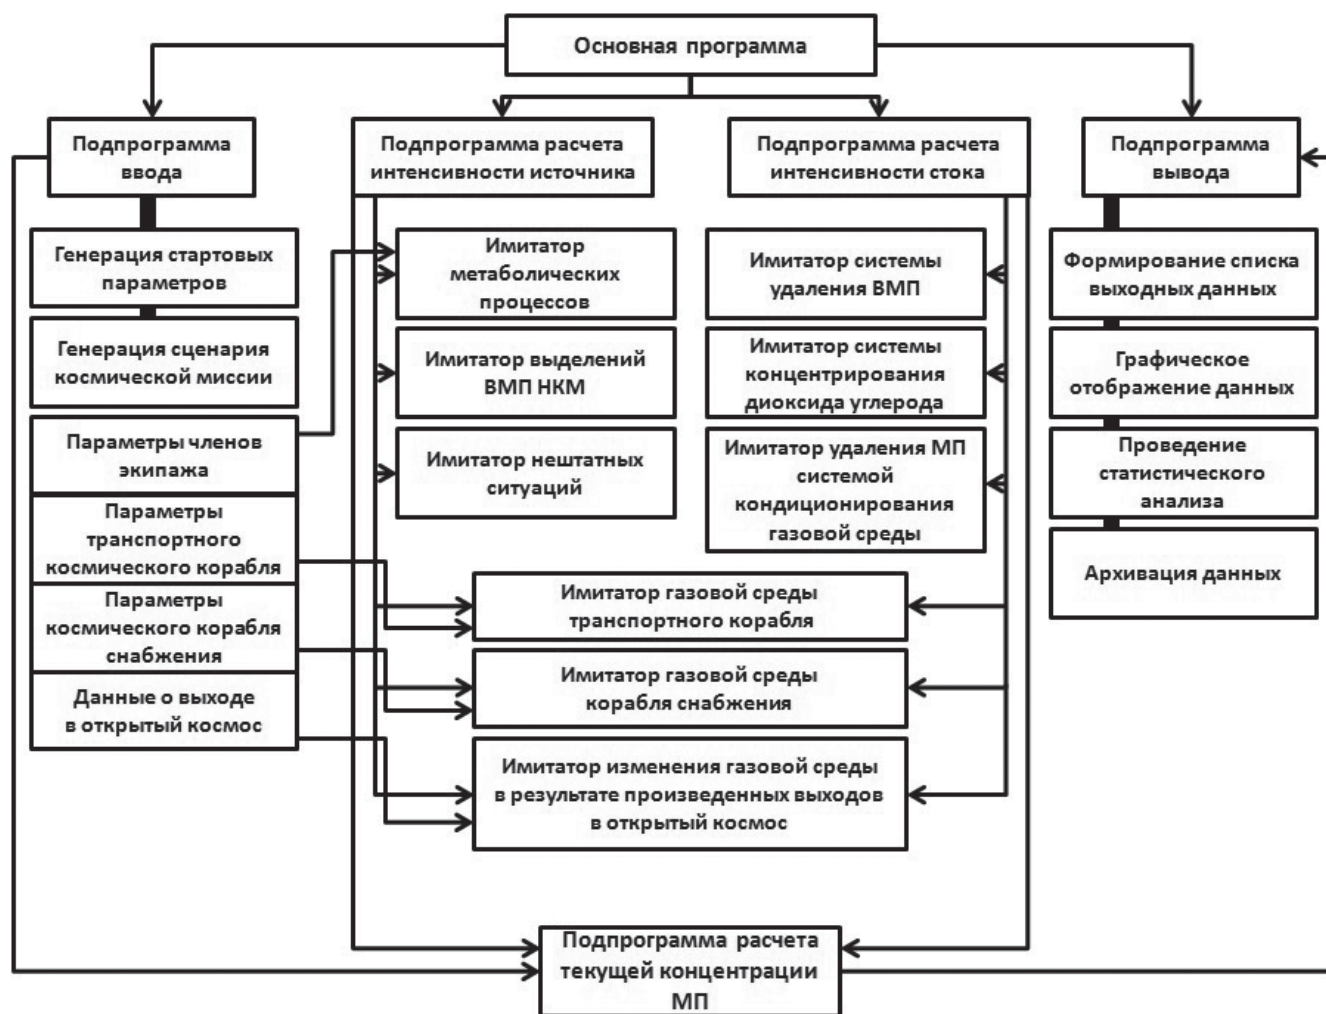 Основная программа
Подпрограмма
ввода
Подпрограмма расчета
интенсивности источника
Подпрограмма расчета
интенсивности стока
Подпрограмма
вывода
Генерация стартовых
параметров
Генерация сценария
космической миссии
Параметры членов
экипажа
Параметры
транспортного
космического корабля
Параметры
космического корабля
снабжения
Данные о выходе
в открытый космос
Имитатор
метаболических
процессов
Имитатор выделений
ВМП НКМ
Имитатор нештатных
ситуаций
Имитатор системы
удаления ВМП
Имитатор системы
концентрирования
диоксида углерода
Имитатор удаления МП
системой
кондиционирования
газовой среды
Имитатор газовой среды
транспортного корабля
Имитатор газовой среды
корабля снабжения
Имитатор изменения газовой среды
в результате произведенных выходов
в открытый космос
Формирование списка
выходных данных
Графическое
отображение данных
Проведение
статистического
анализа
Архивация данных
Подпрограмма расчета
текущей концентрации
МП